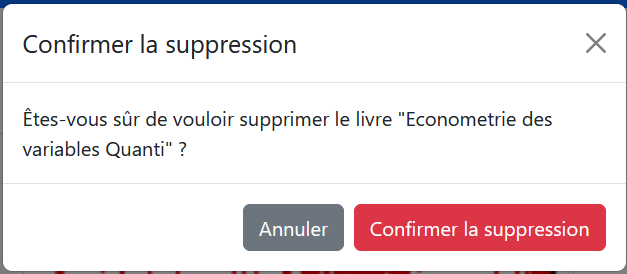 Confirmer la suppression
Êtes-vous sûr de vouloir supprimer le livre "Econometrie des
variables Quanti" ?
Annuler
Confirmer la suppression